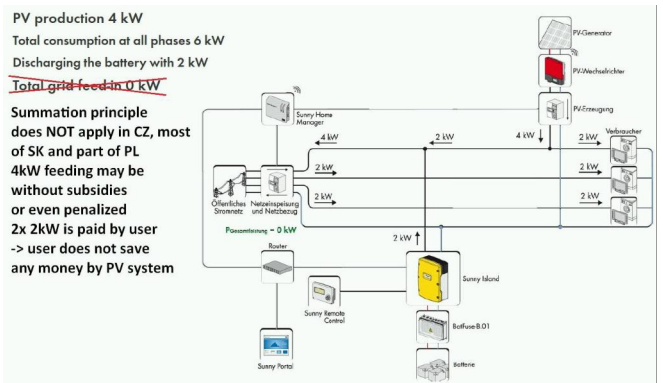 PV production 4 kW
Total consumption at all phases 6 kW
Discharging the battery with 2 kW
Total grid feed-in 0 kW
Summation principle
does NOT apply in CZ, most
of SK and part of PL
4kW feeding may be
without subsidies
or even penalized
2x 2kW is paid by user
-> user does not save
any money by PV system
PV-Generator
PV-Wechselrichter
Sunny Home
Manager
PV-Erzeugung
Verbraucher
4 kW
2 kW
4 kW
2 kW
2 kW
2 kW
2 kW
2 kW
Öffentliches
Stromnetz
Netzeinspeisung
und Netzbezug
= 0 kW
2 kW
Router
Sunny Island
Sunny Remote
Control
BatFuse-B.01
Sunny Portal
Batterie